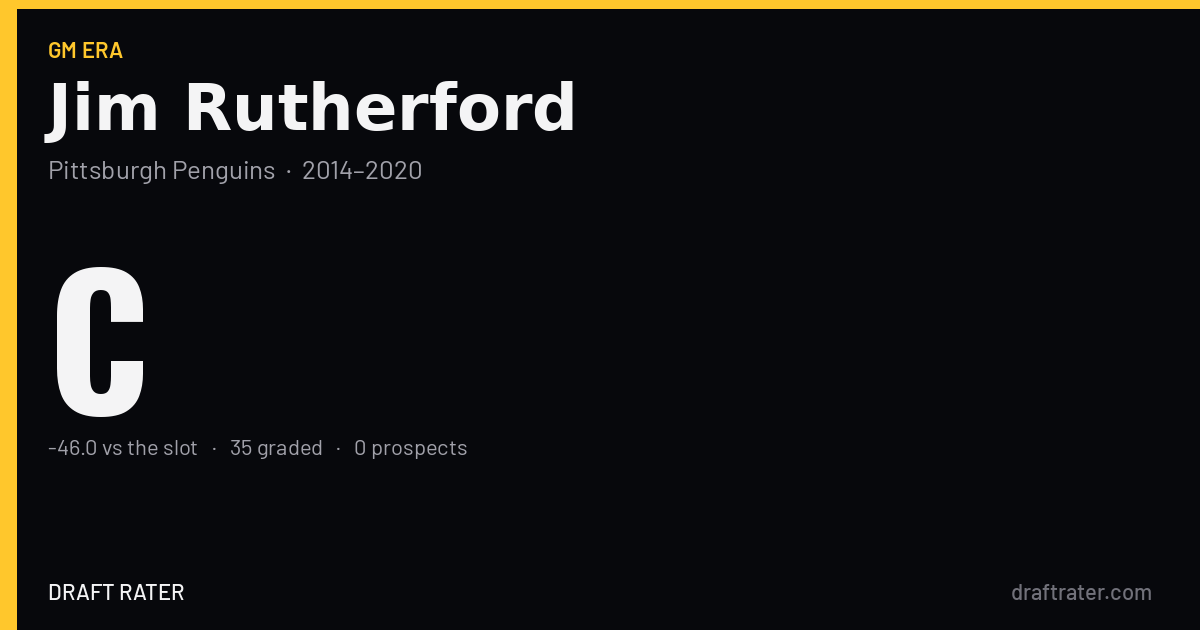 GM ERA
Jim Rutherford
Pittsburgh Penguins · 2014–2020
C
-46.0 vs the slot · 35 graded · 0 prospects
DRAFT RATER
draftrater.com